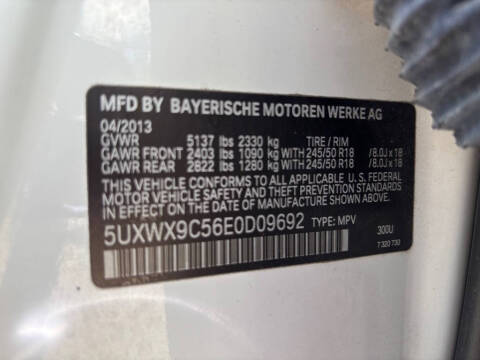 MFD BY BAYERISCHE MOTOREN WERKE AG
04/2013
GVWR 5137 lbs 2330 kg TIRE / RIM
GAWR FRONT 2403 lbs 1090 kg WITH 245/50 R18 / 8.0J x 18
GAWR REAR 2822 lbs 1280 kg WITH 245/50 R18 / 8.0J x 18
THIS VEHICLE CONFORMS TO ALL APPLICABLE U.S. FEDERAL
MOTOR VEHICLE SAFETY AND THEFT PREVENTION STANDARDS
IN EFFECT ON THE DATE OF MANUFACTURE SHOWN ABOVE.
5UXWX9C56E0D09692 TYPE: MPV
300U
7 320 730